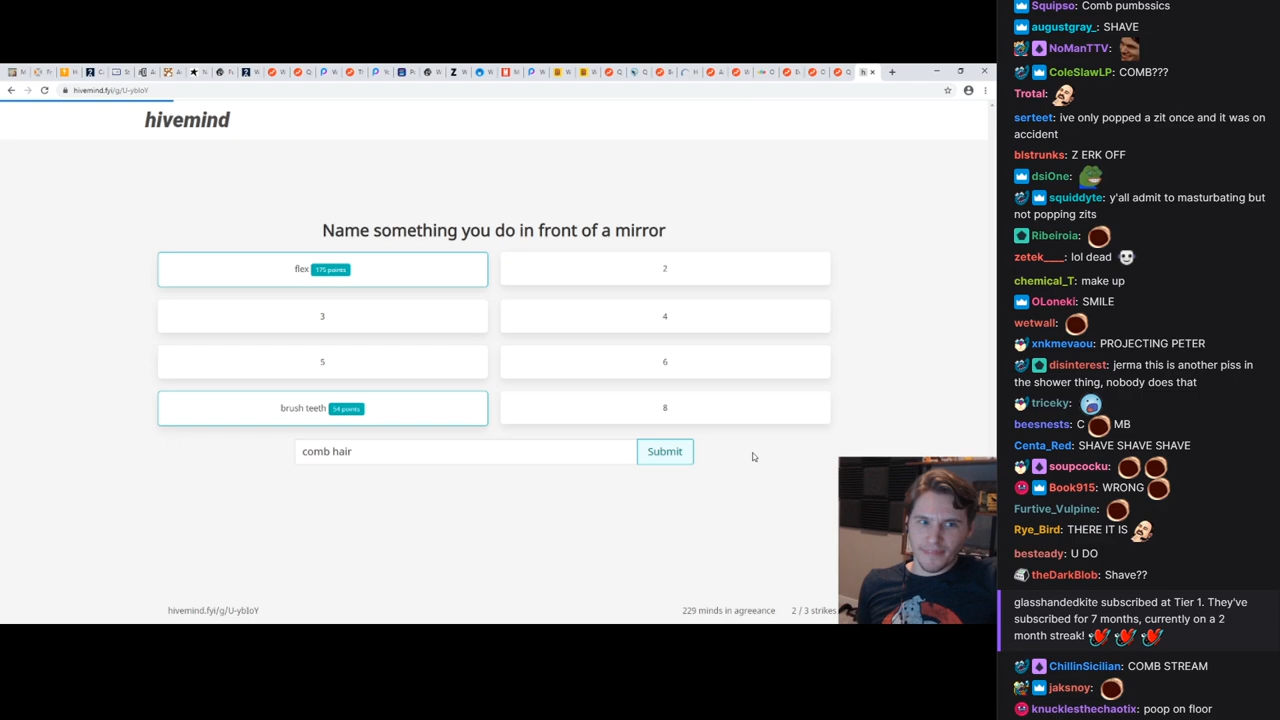 hivemind.fyi/g/U-ybIoY
hivemind
Name something you do in front of a mirror
flex 175 points
2
3
4
5
6
brush teeth 54 points
8
comb hair
Submit
hivemind.fyi/g/U-ybIoY
229 minds in agreeance
2 / 3 strikes
Squipso: Comb pumbssics
augustgray_: SHAVE
NoManTTV:
ColeSlawLP: COMB???
Trotal:
serteet: ive only popped a zit once and it was on
accident
blstrunks: Z ERK OFF
dsiOne:
squiddyte: y'all admit to masturbating but
not popping zits
Ribeiroia:
zetek____: lol dead
chemical_T: make up
OLoneki: SMILE
wetwall:
xnkmevaou: PROJECTING PETER
disinterest: jerma this is another piss in
the shower thing, nobody does that
triceky:
beesnests: C MB
Centa_Red: SHAVE SHAVE SHAVE
soupcocku:
Book915: WRONG
Furtive_Vulpine:
Rye_Bird: THERE IT IS
besteady: U DO
theDarkBlob: Shave??
glasshandedkite subscribed at Tier 1. They've
subscribed for 7 months, currently on a 2
month streak!
ChillinSicilian: COMB STREAM
jaksnoy:
knucklesthechaotix: poop on floor